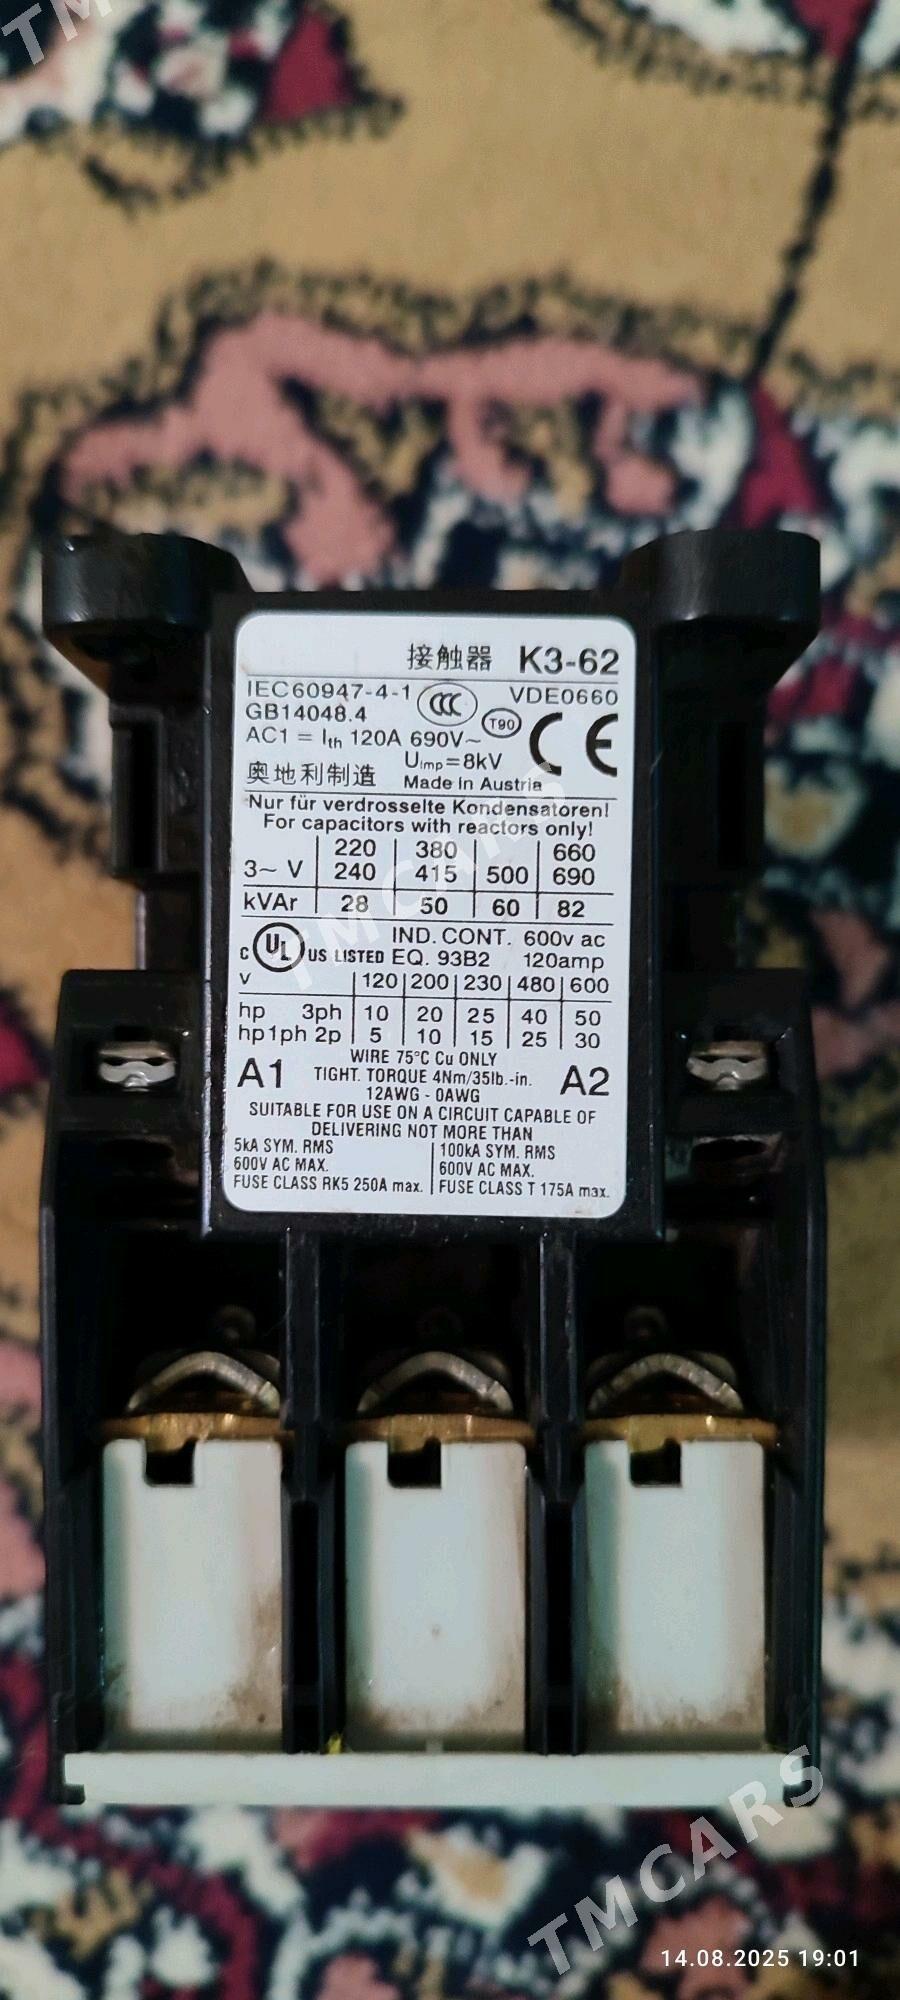 TM
TMCARS
接触器 K3-62
IEC60947-4-1 CCC VDE0660
GB14048.4 T90 CE
AC1 = Ith 120A 690V~
Uimp=8kV
奥地利制造 Made in Austria
Nur für verdrosselte Kondensatoren!
For capacitors with reactors only!
220 380 660
3~ V 240 415 500 690
kVAr 28 50 60 82
IND. CONT. 600v ac
c UL US LISTED EQ. 93B2 120amp
V 120 200 230 480 600
hp 3ph 10 20 25 40 50
hp1ph 2p 5 10 15 25 30
WIRE 75°C Cu ONLY
A1 TIGHT. TORQUE 4Nm/35lb.-in. A2
12AWG - 0AWG
SUITABLE FOR USE ON A CIRCUIT CAPABLE OF
DELIVERING NOT MORE THAN
5kA SYM. RMS 100kA SYM. RMS
600V AC MAX. 600V AC MAX.
FUSE CLASS RK5 250A max. FUSE CLASS T 175A max.
TMCARS
14.08.2025 19:01